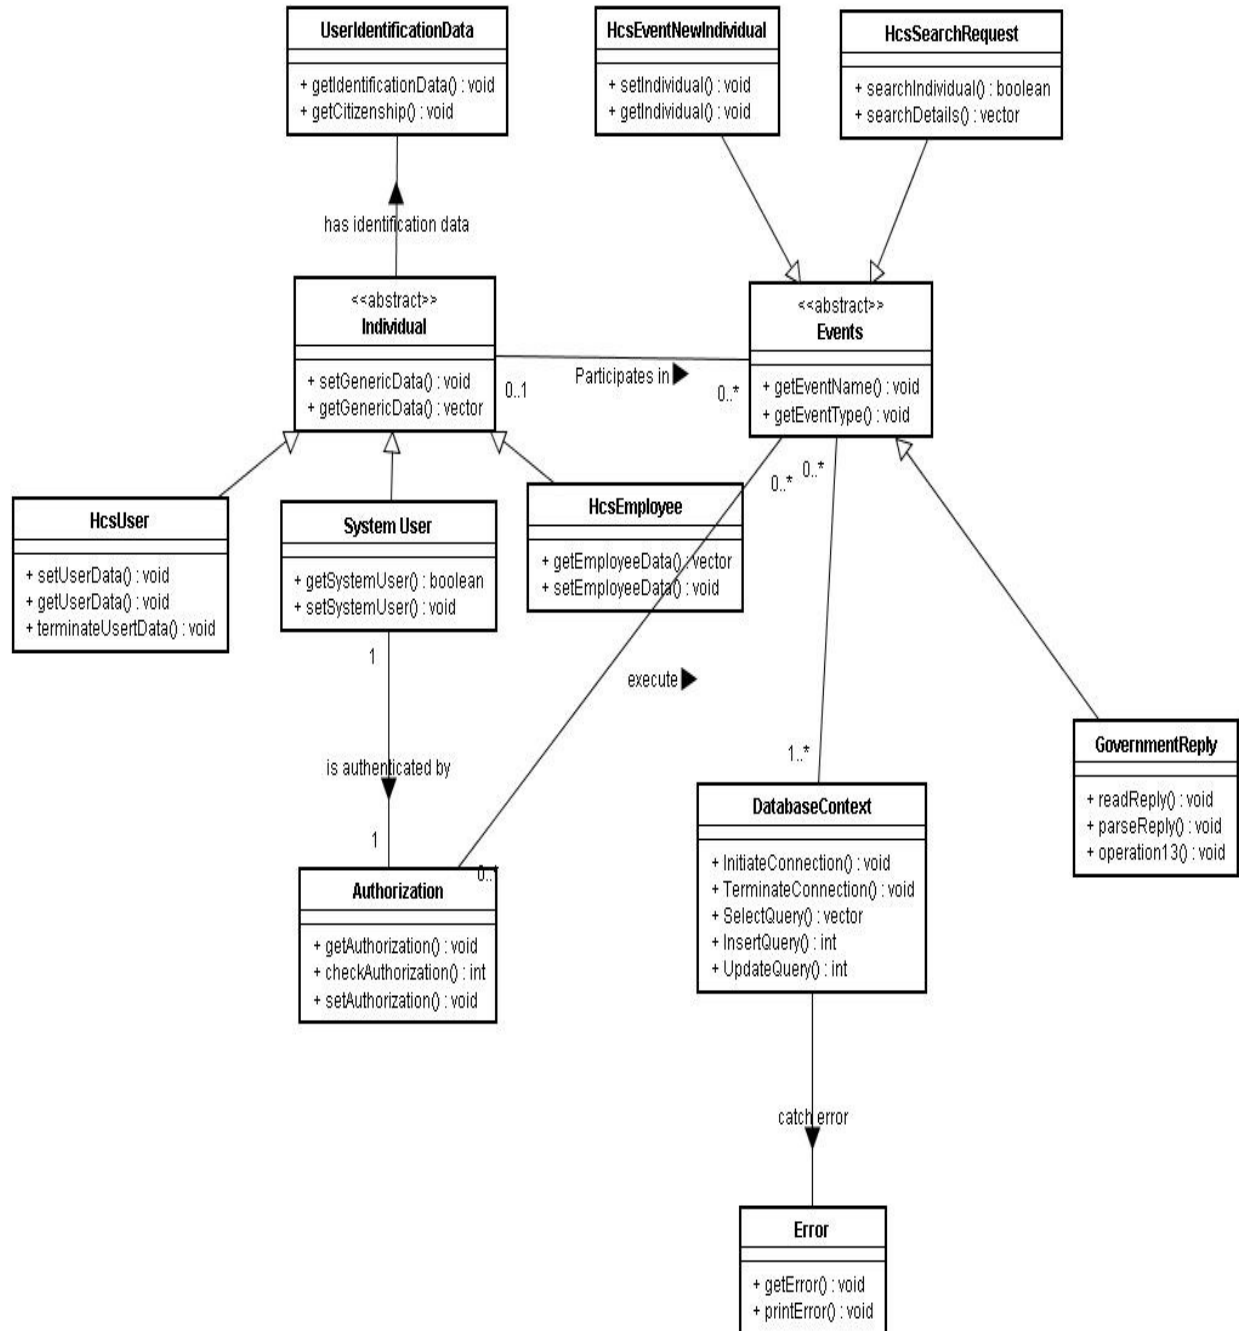 UserIdentificationData
+ getIdentificationData() : void
+ getCitizenship() : void
HcsEventNewIndividual
+ setIndividual() : void
+ getIndividual() : void
HcsSearchRequest
+ searchIndividual() : boolean
+ searchDetails() : vector
has identification data
<<abstract>>
Individual
+ setGenericData() : void
+ getGenericData() : vector
0..1
Participates in
0..*
<<abstract>>
Events
+ getEventName() : void
+ getEventType() : void
0..*
0..*
HcsUser
+ setUserData() : void
+ getUserData() : void
+ terminateUsertData() : void
System User
+ getSystemUser() : boolean
+ setSystemUser() : void
HcsEmployee
+ getEmployeeData() : vector
+ setEmployeeData() : void
1
execute
is authenticated by
1
1..*
GovernmentReply
+ readReply() : void
+ parseReply() : void
+ operation13() : void
DatabaseContext
+ InitiateConnection() : void
+ TerminateConnection() : void
+ SelectQuery() : vector
+ InsertQuery() : int
+ UpdateQuery() : int
0..*
Authorization
+ getAuthorization() : void
+ checkAuthorization() : int
+ setAuthorization() : void
catch error
Error
+ getError() : void
+ printError() : void